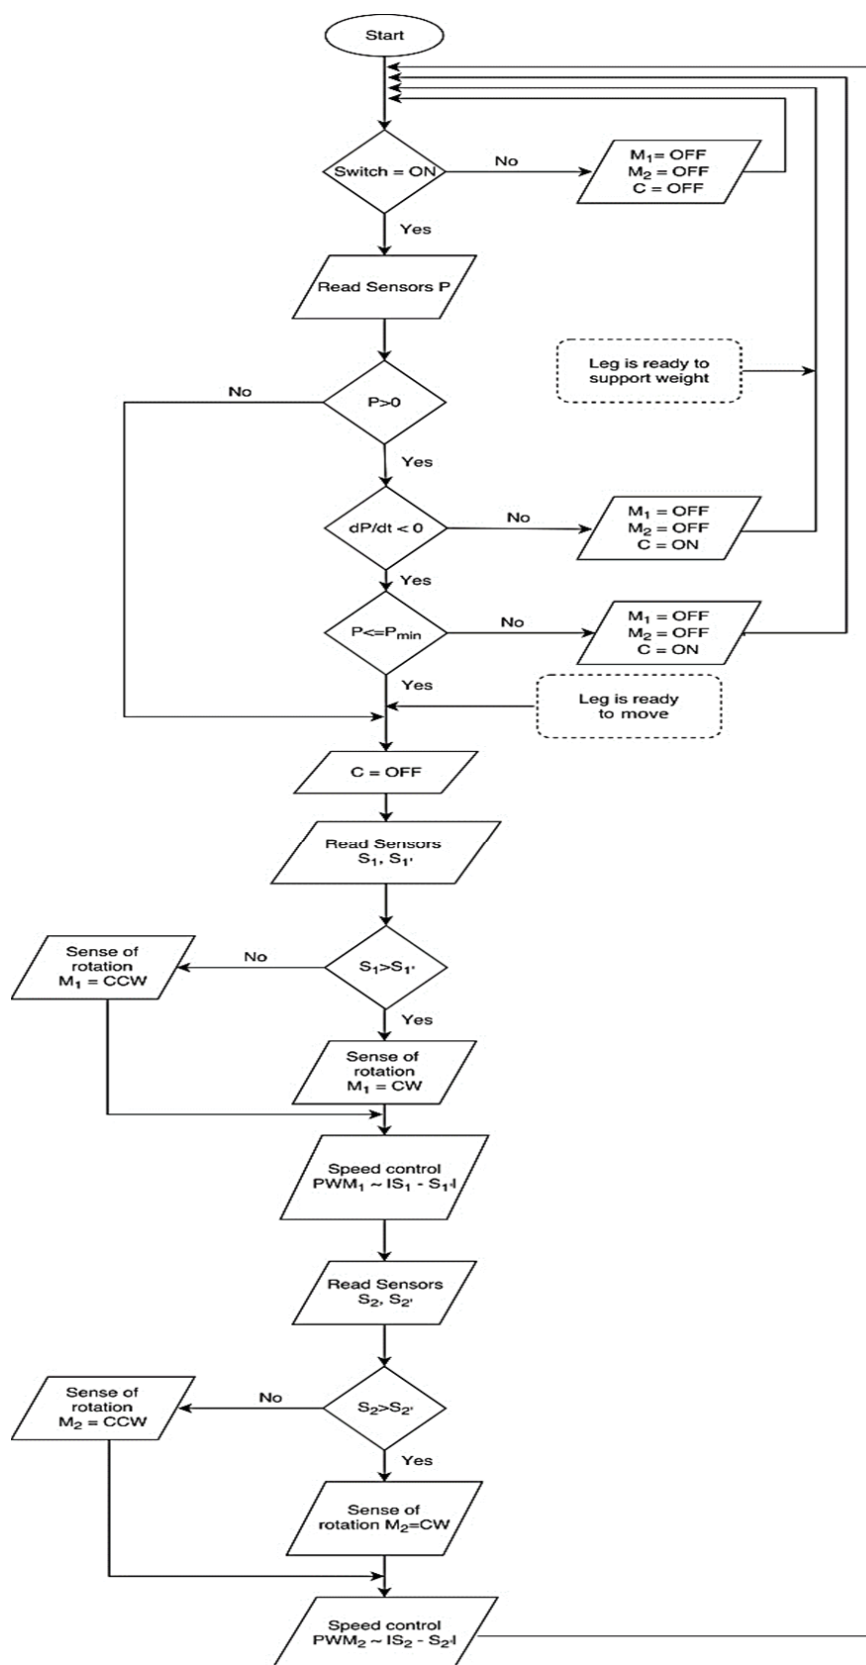 Start
Switch = ON
No
M₁= OFF
M₂ = OFF
C = OFF
Yes
Read Sensors P
Leg is ready to
support weight
No
P>0
Yes
dP/dt < 0
No
M₁ = OFF
M₂ = OFF
C = ON
Yes
P<=Pmin
No
M₁ = OFF
M₂ = OFF
C = ON
Yes
Leg is ready
to move
C = OFF
Read Sensors
S₁, S₁'
Sense of
rotation
M₁ = CCW
No
S₁>S₁'
Yes
Sense of
rotation
M₁ = CW
Speed control
PWM₁ ~ IS₁ - S₁'I
Read Sensors
S₂, S₂'
Sense of
rotation
M₂ = CCW
No
S₂>S₂'
Yes
Sense of
rotation M₂=CW
Speed control
PWM₂ ~ IS₂ - S₂'I